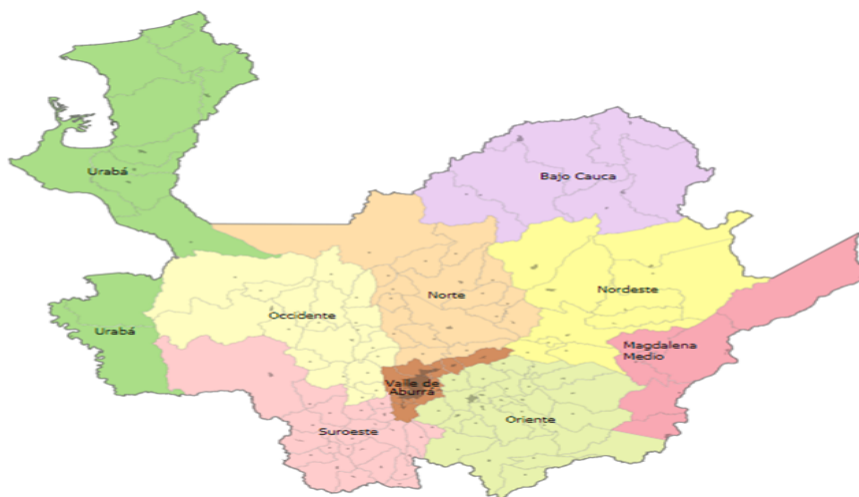 Urabá
Bajo Cauca
Norte
Nordeste
Occidente
Urabá
Magdalena
Medio
Valle de
Aburrá
Oriente
Suroeste